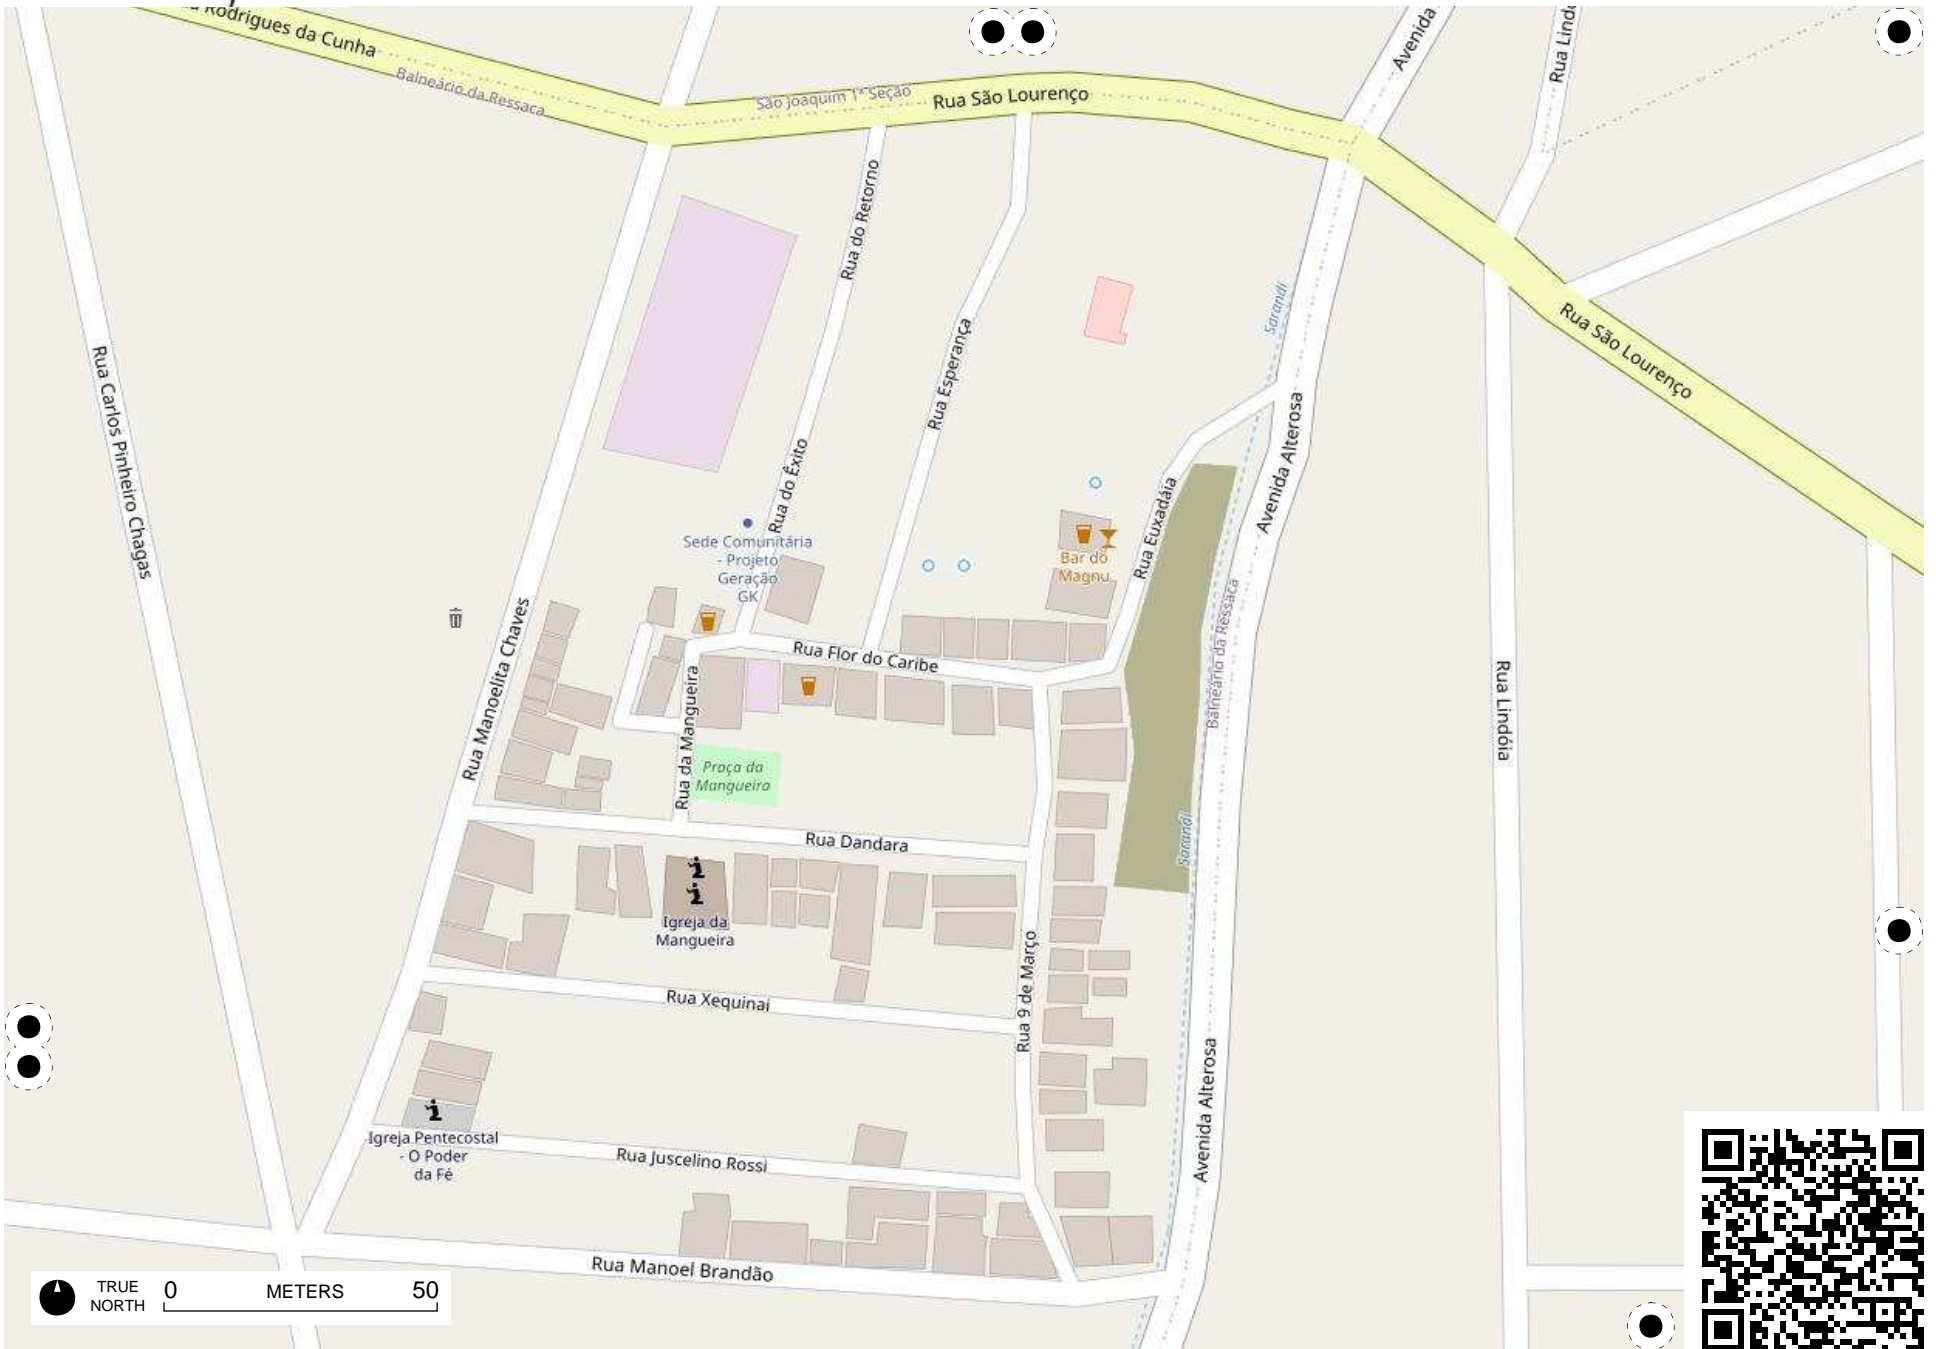 Rodrigues da Cunha
Balneário da Ressaca
São Joaquim 1ª Seção
Rua São Lourenço
Avenida
Rua Lindó
Rua do Retorno
Sarandi
Rua São Lourenço
Rua Carlos Pinheiro Chagas
Rua Esperança
Avenida Alterosa
Rua do Êxito
Rua Euxadáia
Sede Comunitária
- Projeto
Geração
GK
Bar do
Magnu
Rua Manoelita Chaves
Rua Flor do Caribe
Balneário da Ressaca
Rua Lindóia
Rua da Mangueira
Praça da
Mangueira
Rua Dandara
Sarandi
Igreja da
Mangueira
Rua 9 de Março
Rua Xequinai
Avenida Alterosa
Igreja Pentecostal
- O Poder
da Fé
Rua Juscelino Rossi
Rua Manoel Brandão
TRUE
NORTH
0 METERS 50